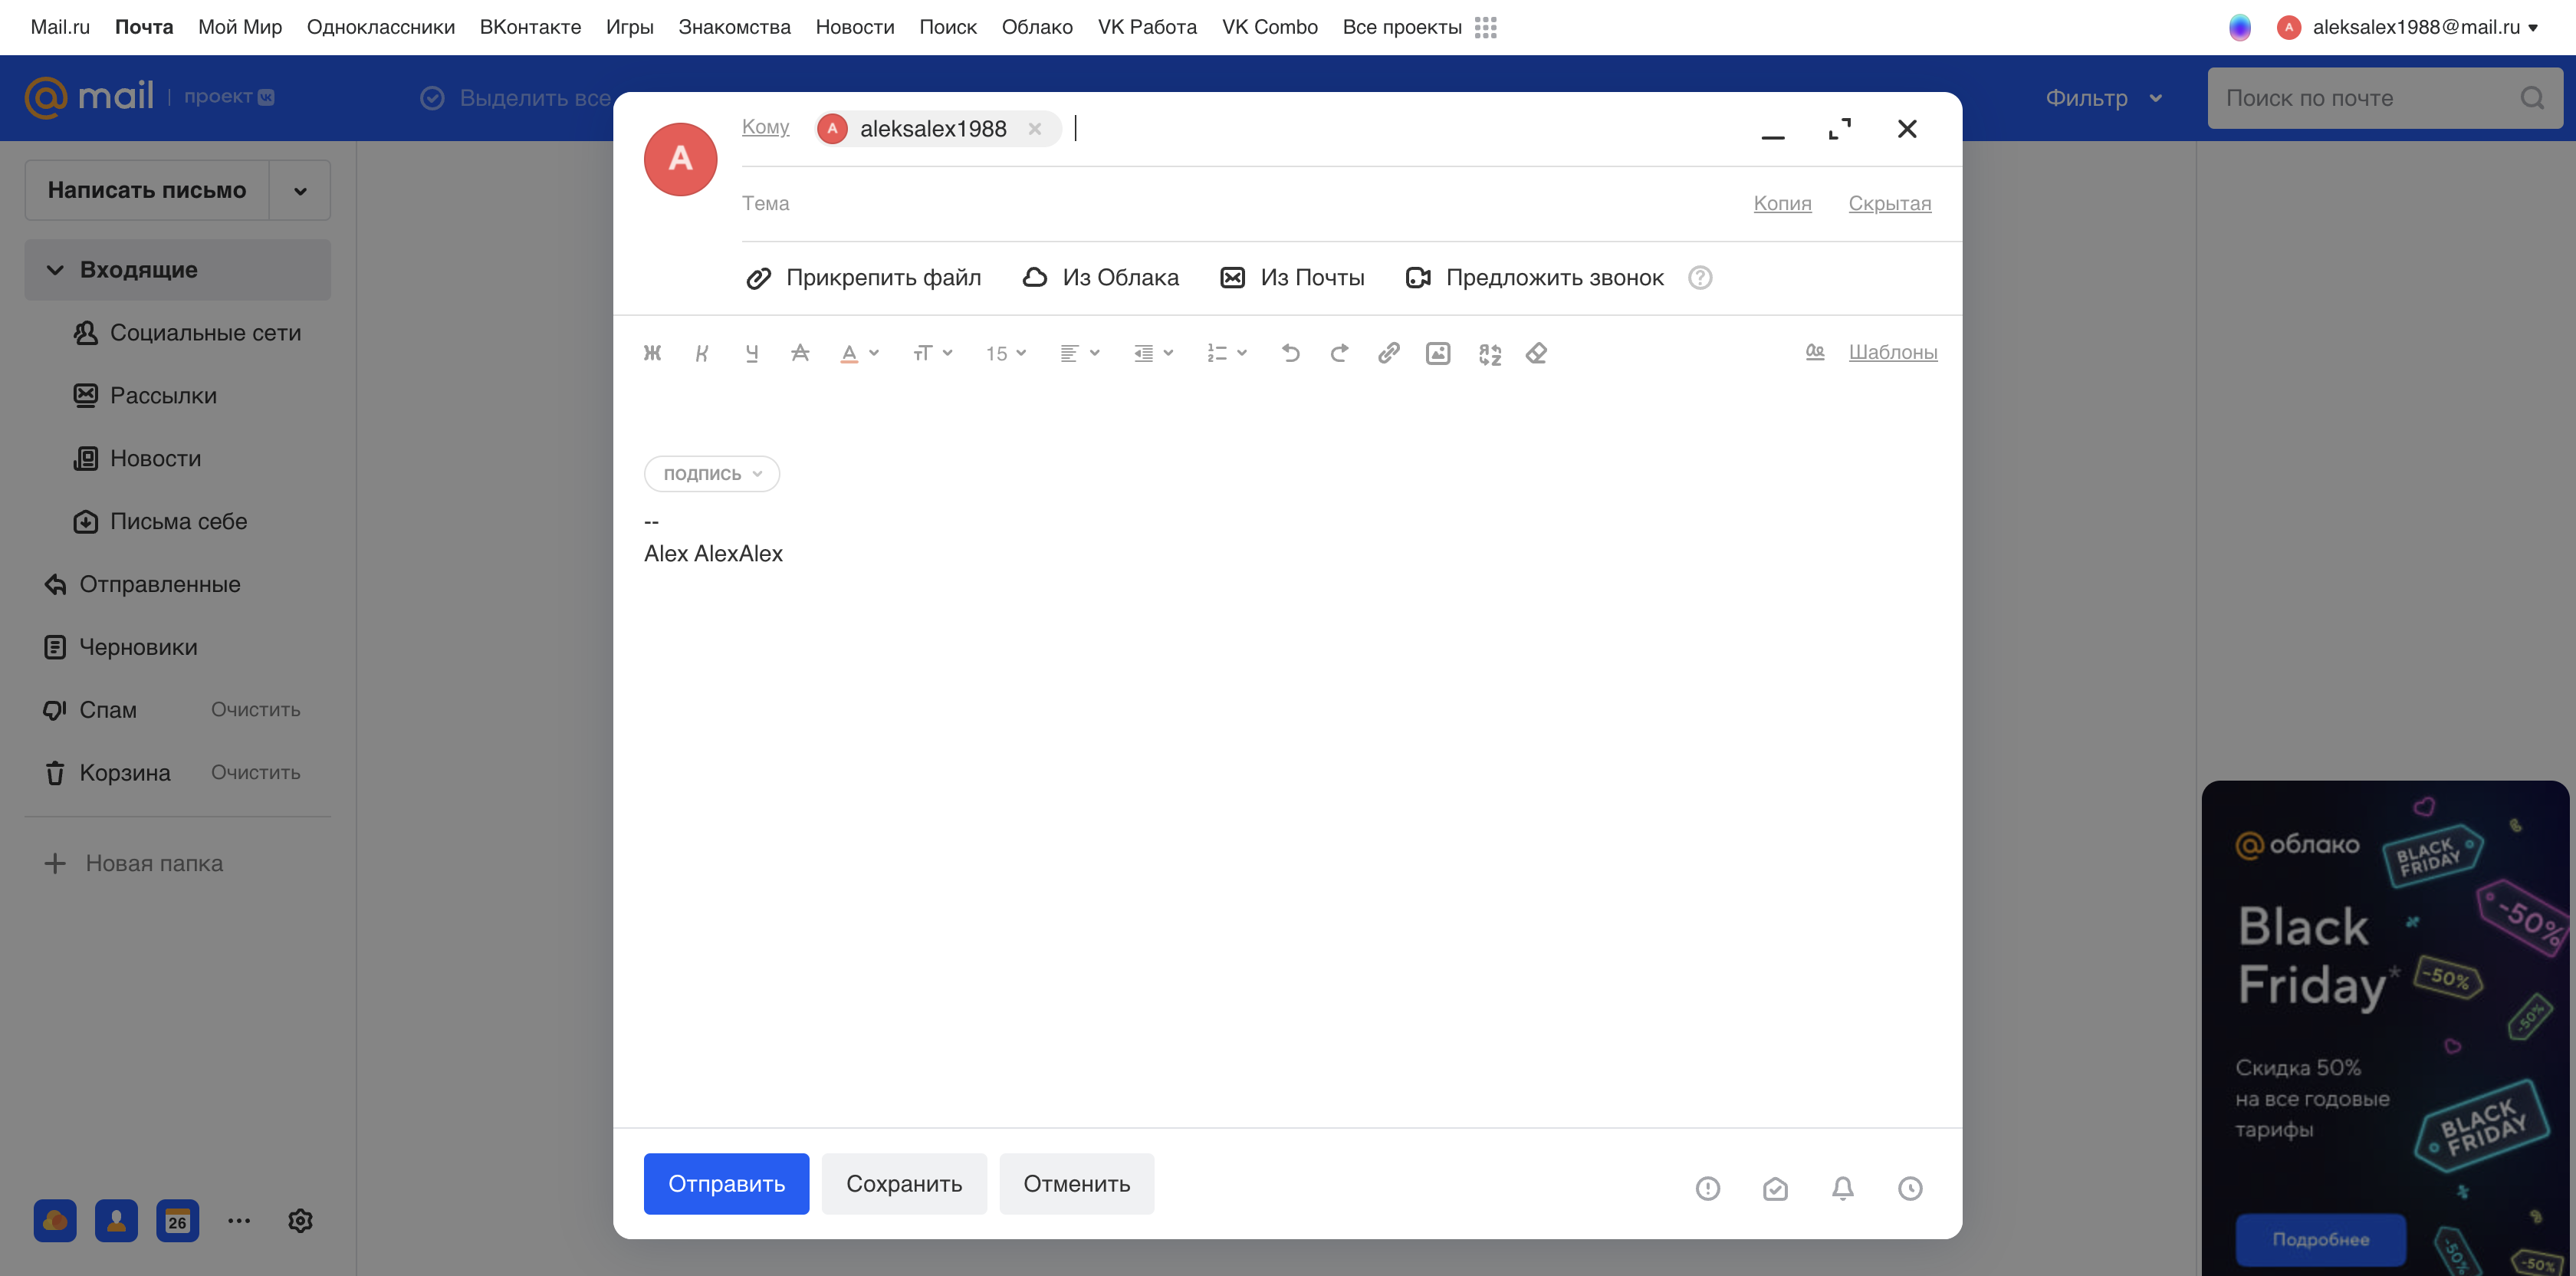 Mail.ru Почта Мой Мир Одноклассники ВКонтакте Игры Знакомства Новости Поиск Облако VK Работа VK Combo Все проекты
A aleksalex1988@mail.ru
@mail проект
Выделить все
Фильтр
Поиск по почте
Написать письмо
Входящие
Социальные сети
Рассылки
Новости
Письма себе
Отправленные
Черновики
Спам Очистить
Корзина Очистить
Новая папка
26
A
Кому A aleksalex1988
Тема Копия Скрытая
Прикрепить файл Из Облака Из Почты Предложить звонок ?
Ж К Ч А А тТ 15 Шаблоны
ПОДПИСЬ
--
Alex AlexAlex
Отправить Сохранить Отменить
@облако
BLACK FRIDAY
Black
Friday*
-50%
-50%
-50%
Скидка 50%
на все годовые
тарифы
BLACK FRIDAY
Подробнее
-50%
-50%